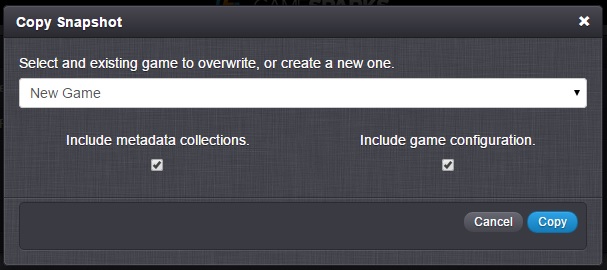 GAMESPARKS
Copy Snapshot
Select and existing game to overwrite, or create a new one.
New Game
Include metadata collections. Include game configuration.
Cancel Copy